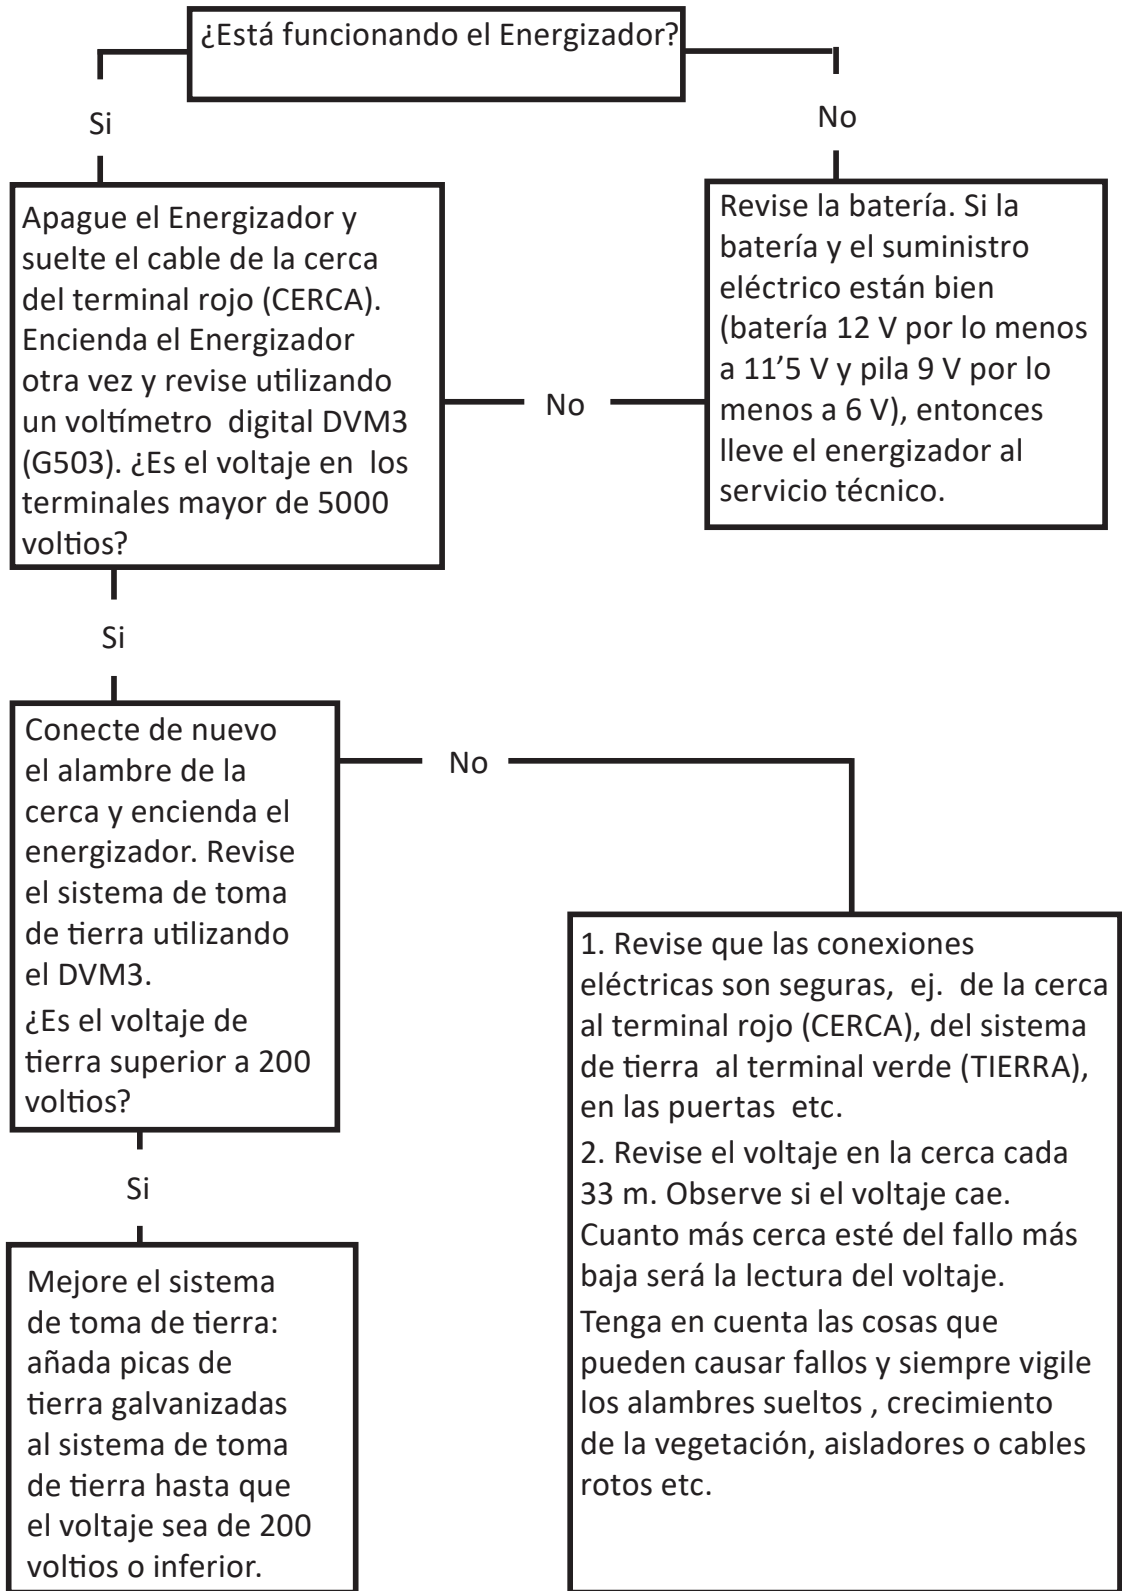 ¿Está funcionando el Energizador?
Si
No
Apague el Energizador y
suelte el cable de la cerca
del terminal rojo (CERCA).
Encienda el Energizador
otra vez y revise utilizando
un voltímetro digital DVM3
(G503). ¿Es el voltaje en los
terminales mayor de 5000
voltios?
No
Revise la batería. Si la
batería y el suministro
eléctrico están bien
(batería 12 V por lo menos
a 11'5 V y pila 9 V por lo
menos a 6 V), entonces
lleve el energizador al
servicio técnico.
Si
Conecte de nuevo
el alambre de la
cerca y encienda el
energizador. Revise
el sistema de toma
de tierra utilizando
el DVM3.
¿Es el voltaje de
tierra superior a 200
voltios?
No
1. Revise que las conexiones
eléctricas son seguras, ej. de la cerca
al terminal rojo (CERCA), del sistema
de tierra al terminal verde (TIERRA),
en las puertas etc.
2. Revise el voltaje en la cerca cada
33 m. Observe si el voltaje cae.
Cuanto más cerca esté del fallo más
baja será la lectura del voltaje.
Tenga en cuenta las cosas que
pueden causar fallos y siempre vigile
los alambres sueltos , crecimiento
de la vegetación, aisladores o cables
rotos etc.
Si
Mejore el sistema
de toma de tierra:
añada picas de
tierra galvanizadas
al sistema de toma
de tierra hasta que
el voltaje sea de 200
voltios o inferior.